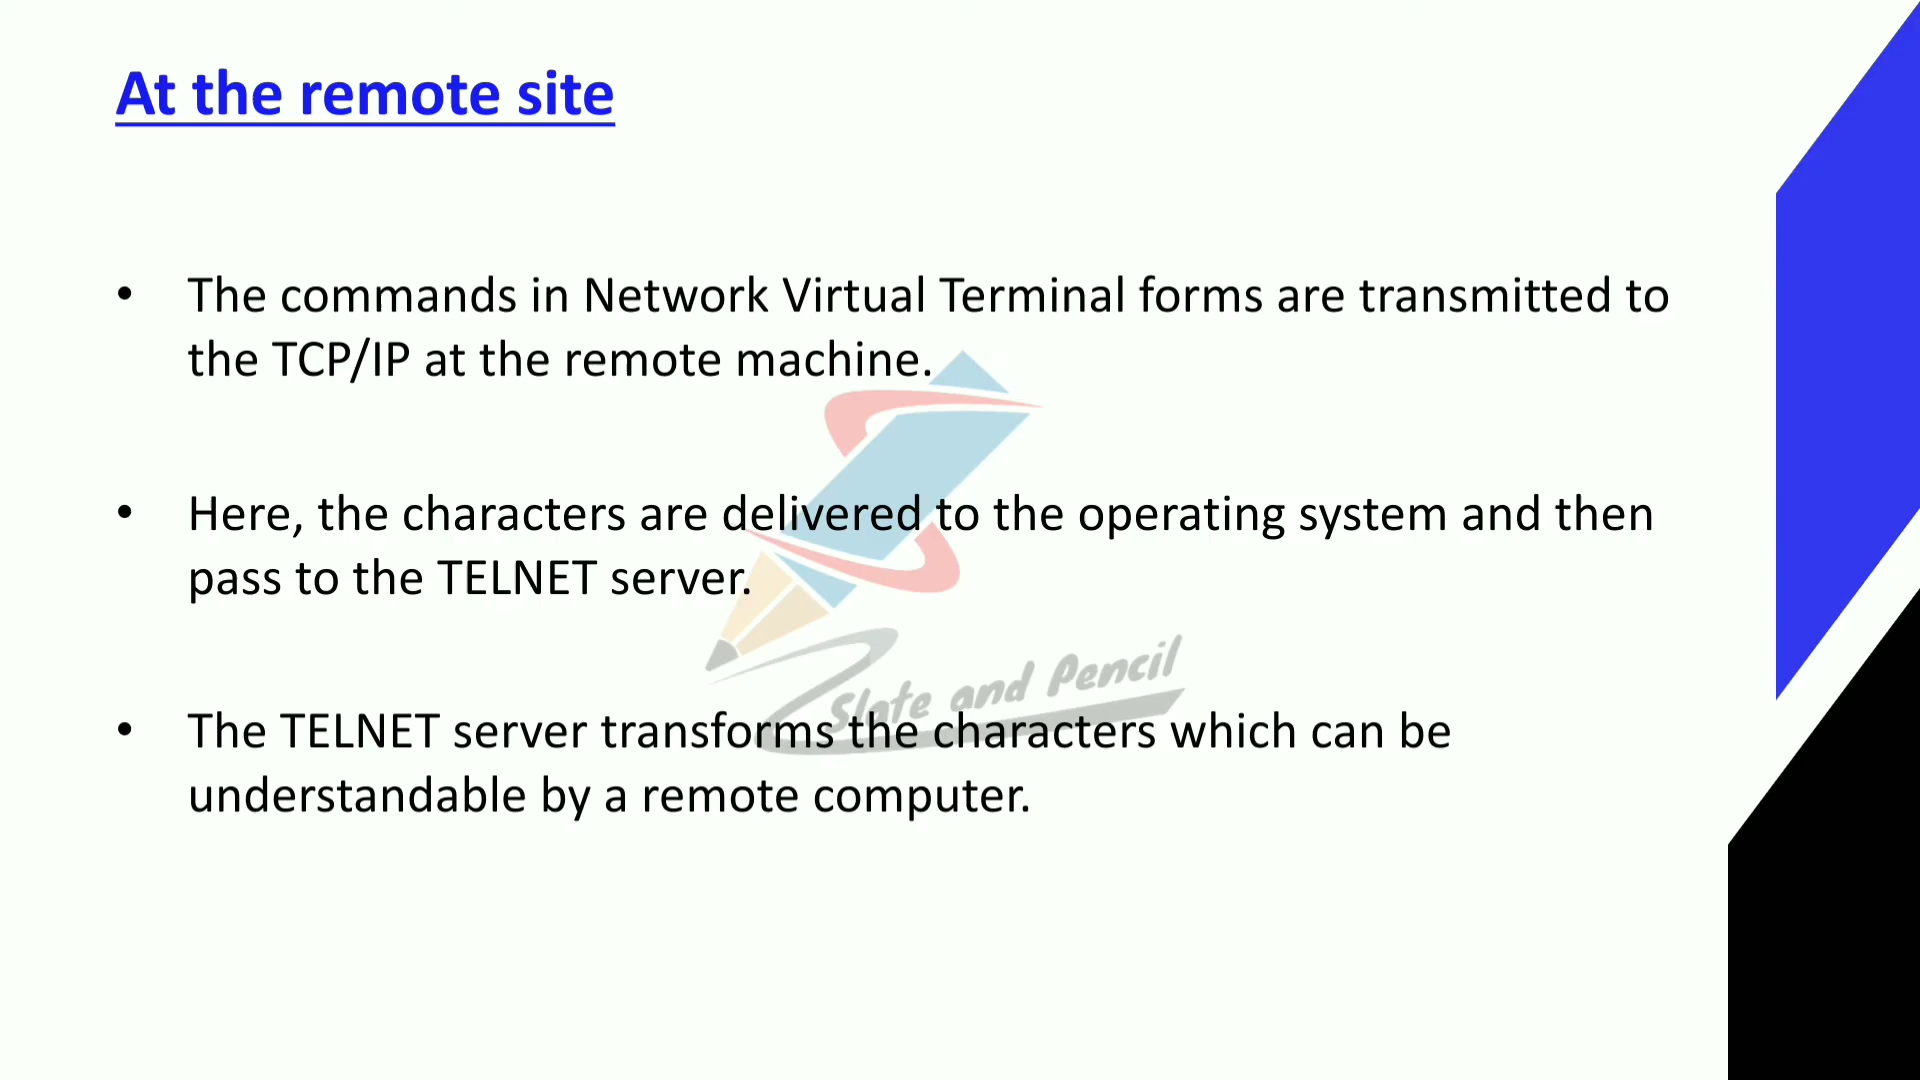 At the remote site
• The commands in Network Virtual Terminal forms are transmitted to
the TCP/IP at the remote machine.
• Here, the characters are delivered to the operating system and then
pass to the TELNET server.
Slate and Pencil
• The TELNET server transforms the characters which can be
understandable by a remote computer.